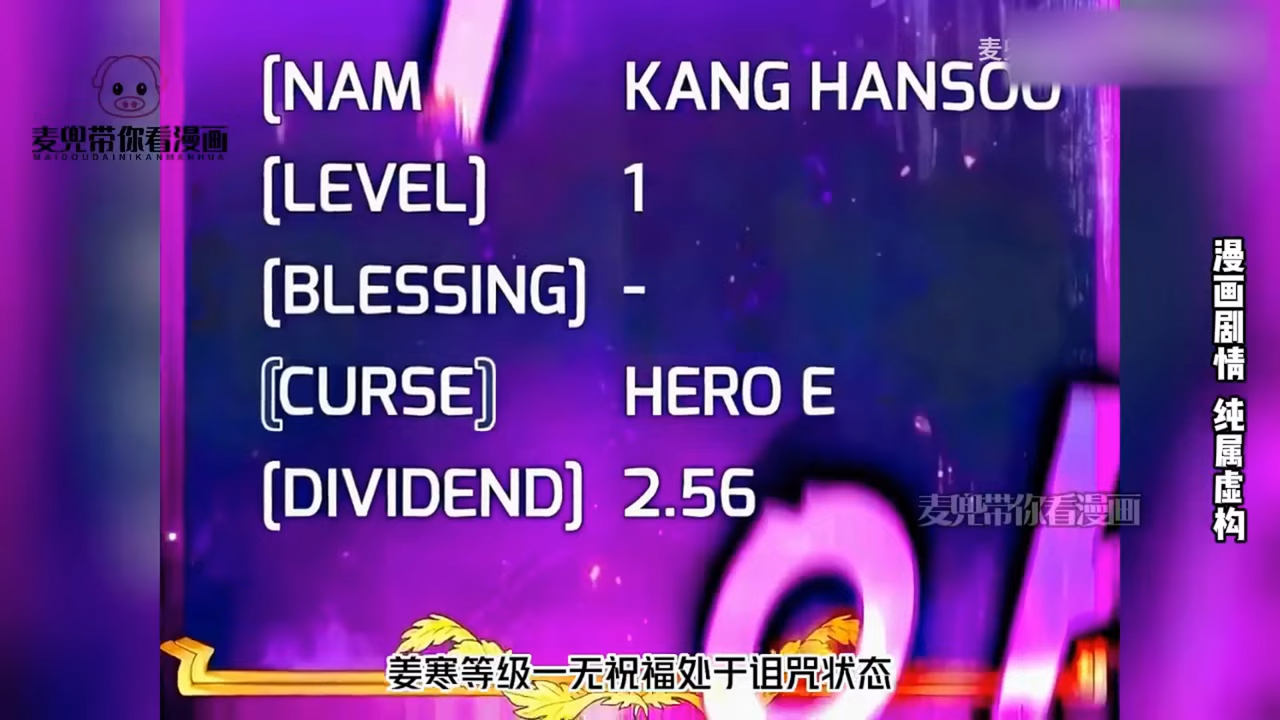 麦兜带你看漫画
MAIDOUDAINIKANMANHUA
[NAM KANG HANSOO
[LEVEL] 1
[BLESSING] -
[CURSE] HERO E
[DIVIDEND] 2.56
麦兜带你看漫画
漫画剧情 纯属虚构
姜寒等级一无祝福处于诅咒状态